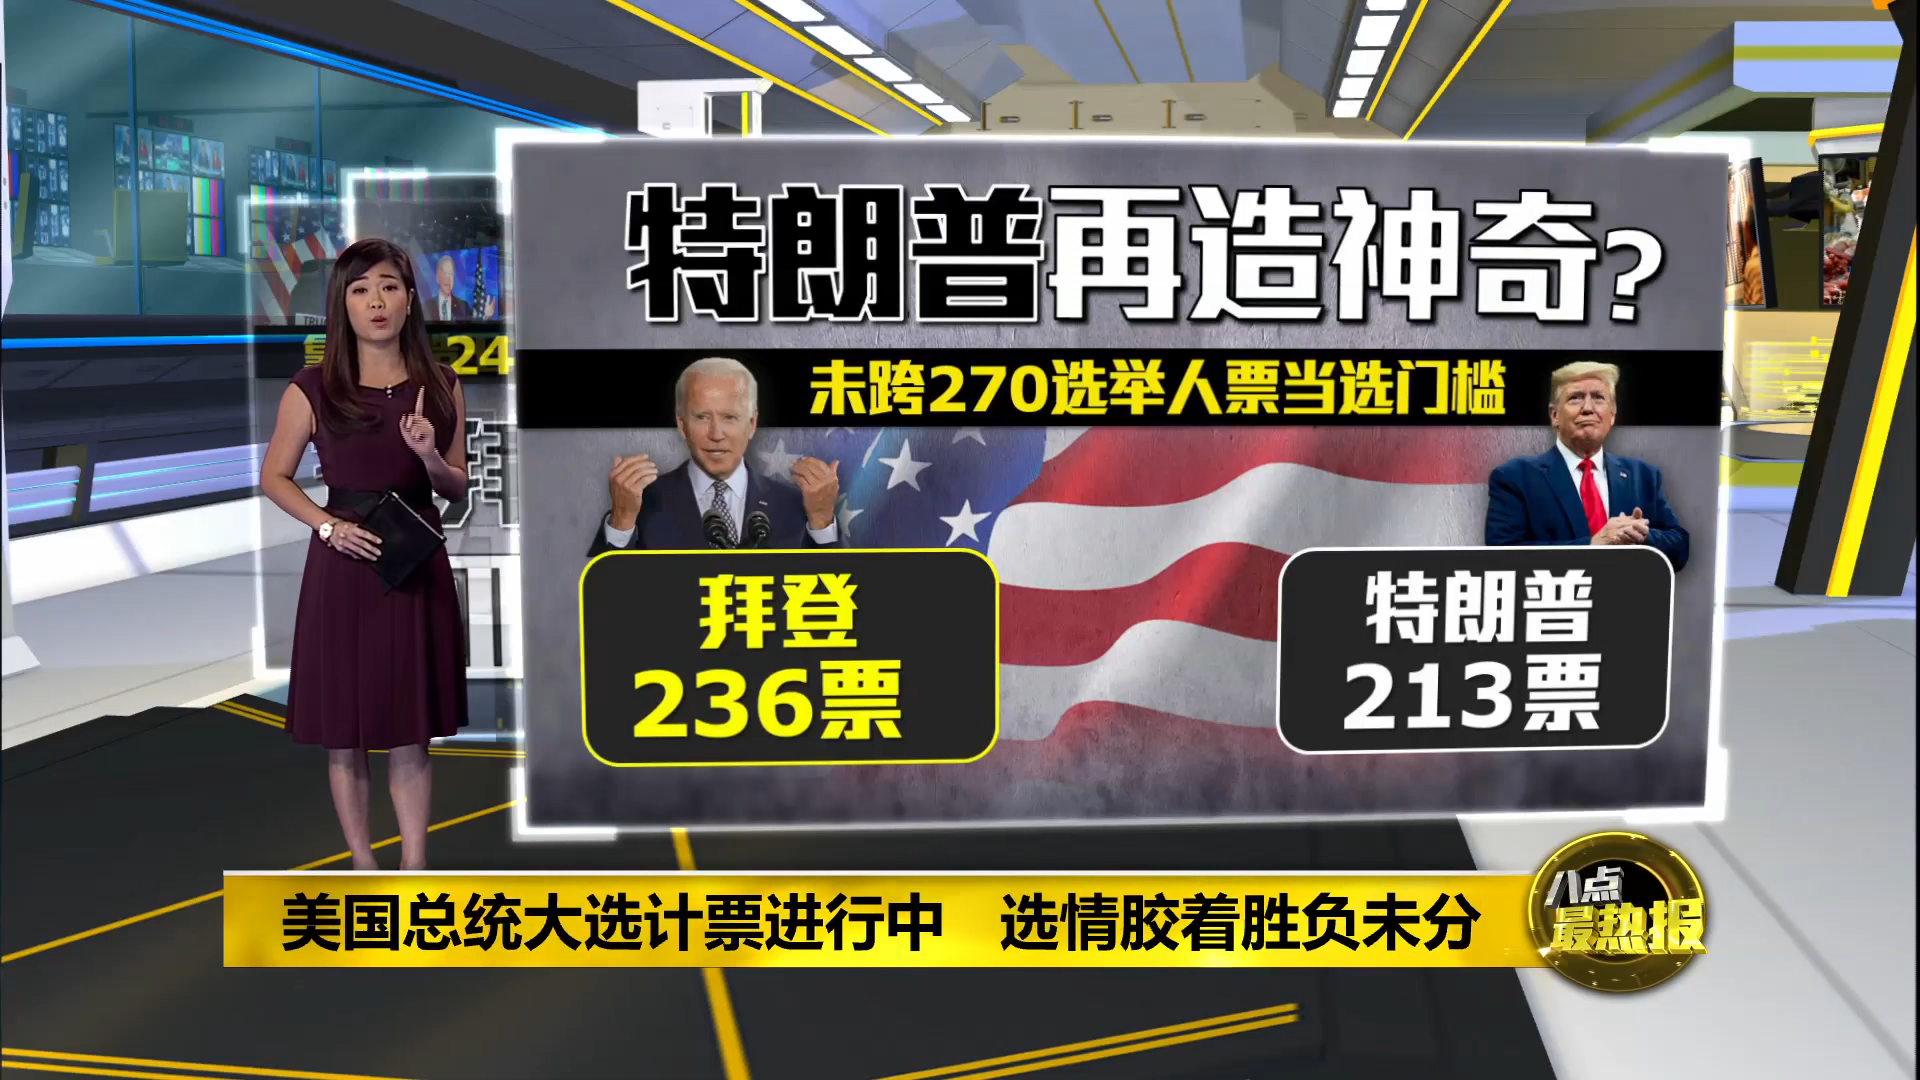 特朗普再造神奇?
未跨270选举人票当选门槛
拜登
236票
特朗普
213票
24
美国总统大选计票进行中 选情胶着胜负未分
八点
最热报